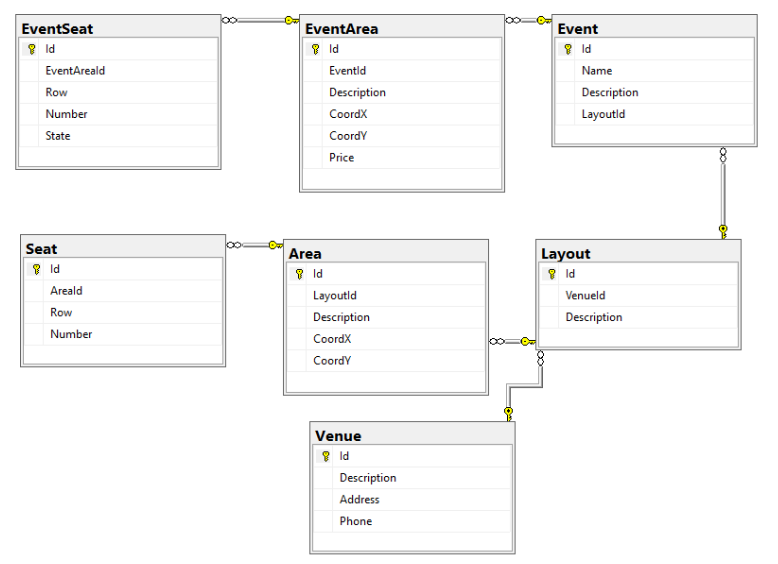 EventSeat
Id
EventAreaId
Row
Number
State
EventArea
Id
EventId
Description
CoordX
CoordY
Price
Event
Id
Name
Description
LayoutId
Seat
Id
AreaId
Row
Number
Area
Id
LayoutId
Description
CoordX
CoordY
Layout
Id
VenueId
Description
Venue
Id
Description
Address
Phone